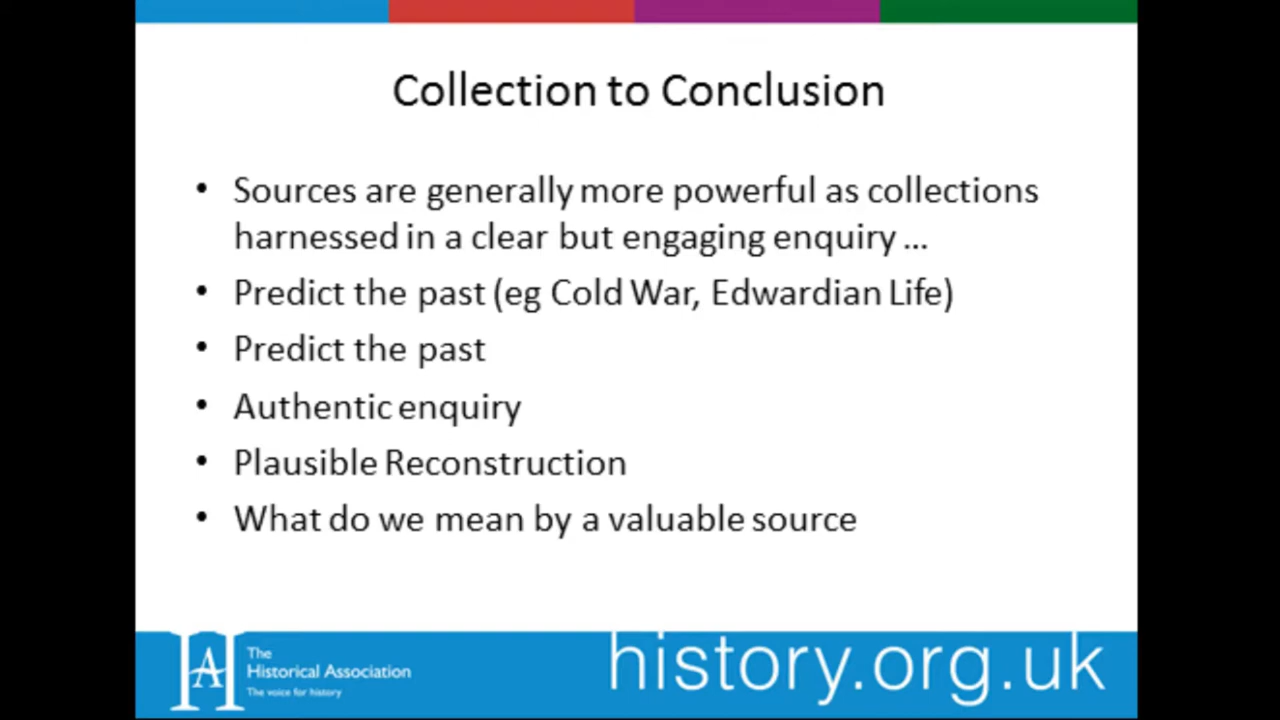 Collection to Conclusion
• Sources are generally more powerful as collections
harnessed in a clear but engaging enquiry ...
• Predict the past (eg Cold War, Edwardian Life)
• Predict the past
• Authentic enquiry
• Plausible Reconstruction
• What do we mean by a valuable source
HA
The
Historical Association
The voice for history
history.org.uk